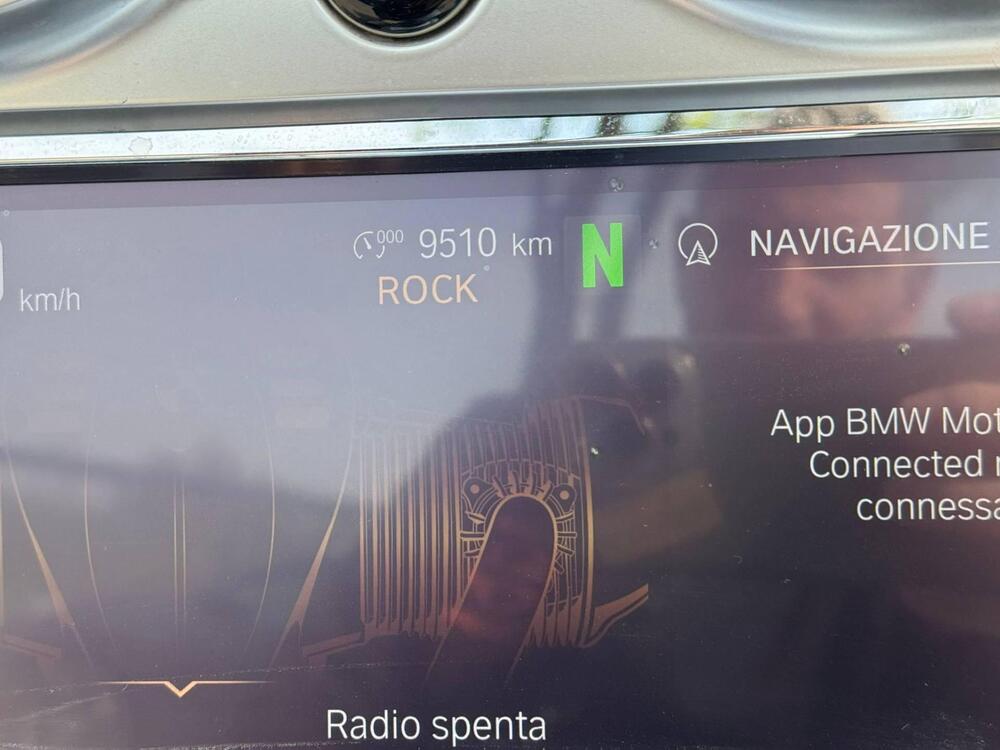 000 9510 km N NAVIGAZIONE
km/h ROCK
App BMW Mot
Connected
connessa
Radio spenta